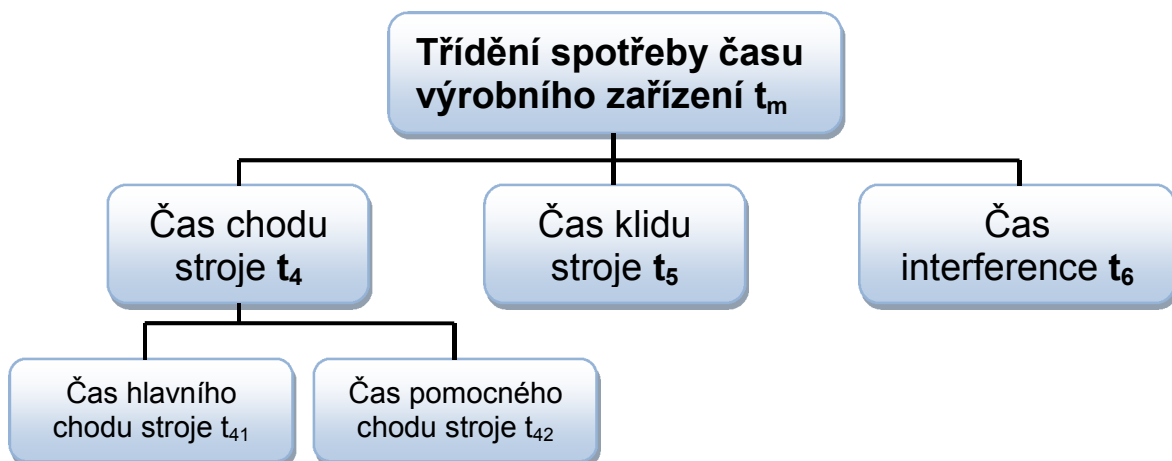 Třídění spotřeby času
výrobního zařízení tm
Čas chodu
stroje t4
Čas klidu
stroje t5
Čas
interference t6
Čas hlavního
chodu stroje t41
Čas pomocného
chodu stroje t42